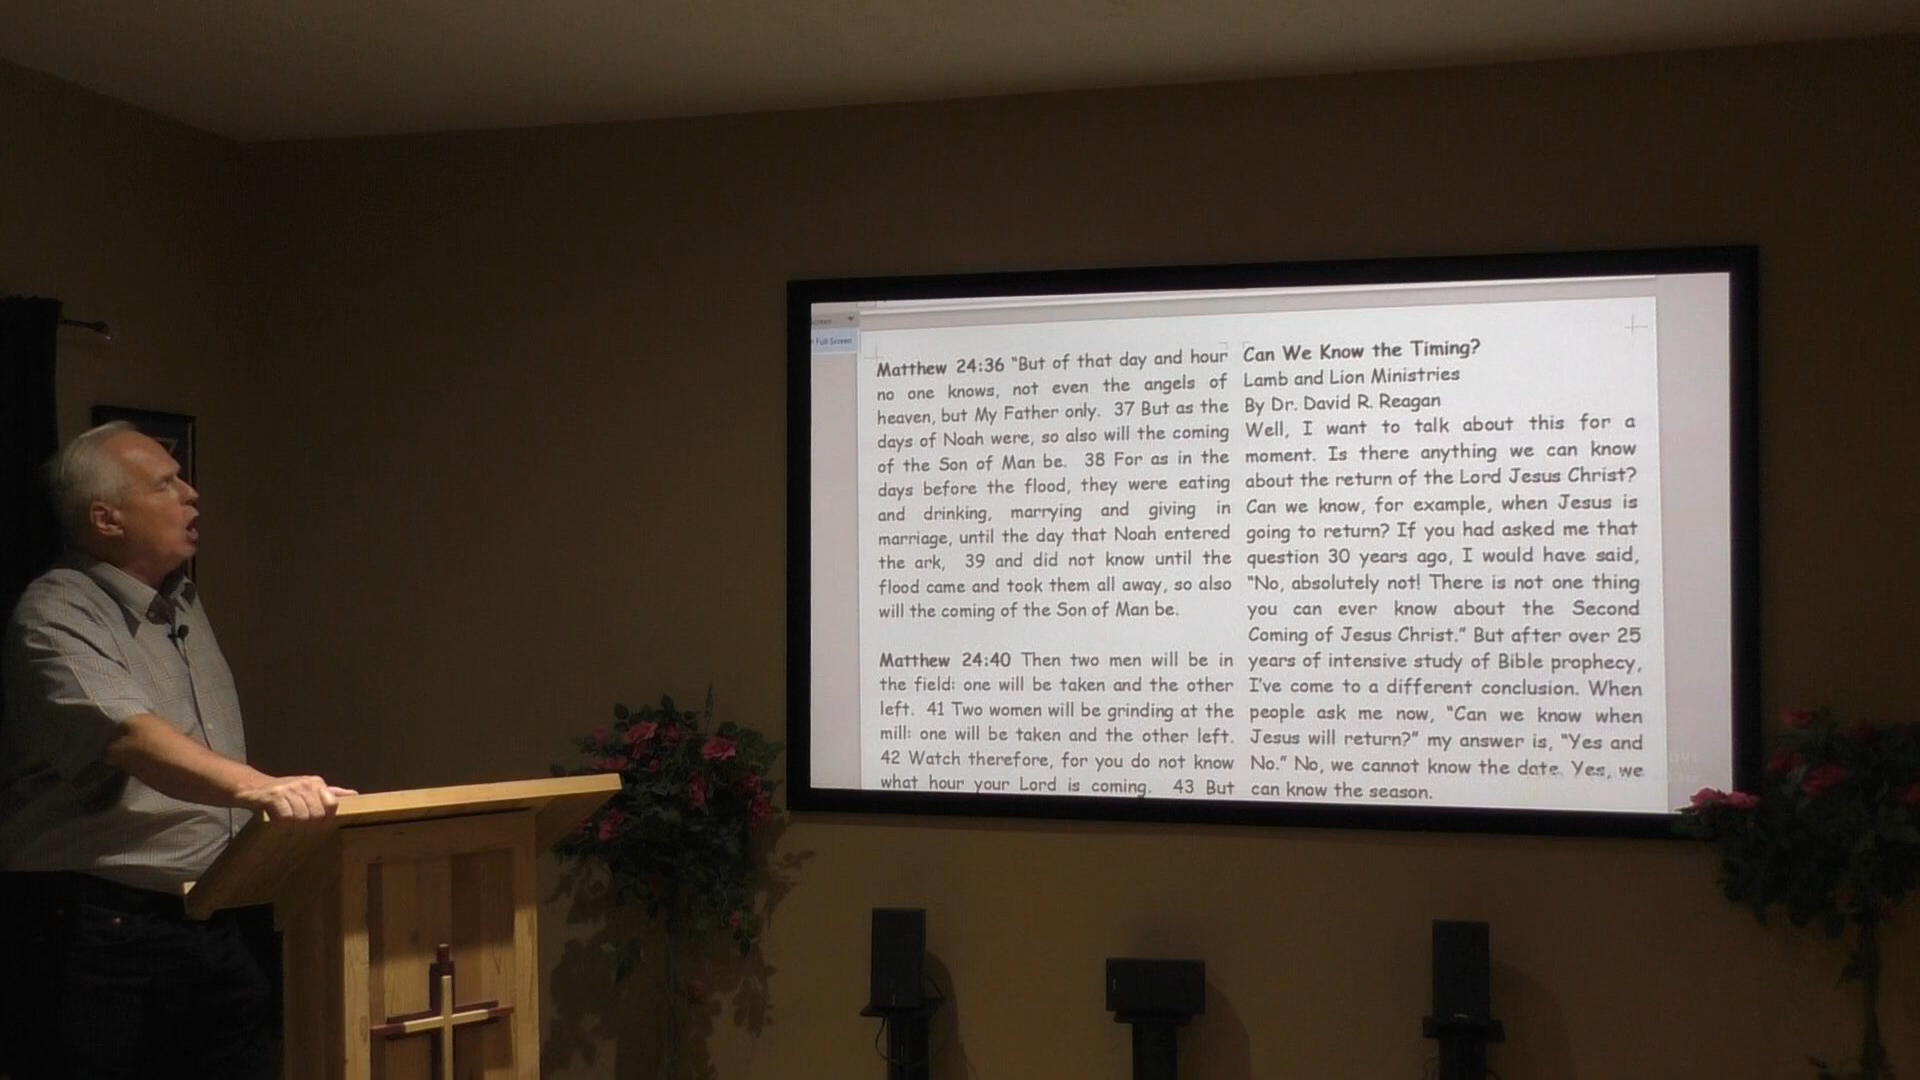 Full Screen
Matthew 24:36 "But of that day and hour
no one knows, not even the angels of
heaven, but My Father only. 37 But as the
days of Noah were, so also will the coming
of the Son of Man be. 38 For as in the
days before the flood, they were eating
and drinking, marrying and giving in
marriage, until the day that Noah entered
the ark, 39 and did not know until the
flood came and took them all away, so also
will the coming of the Son of Man be.
Matthew 24:40 Then two men will be in
the field: one will be taken and the other
left. 41 Two women will be grinding at the
mill: one will be taken and the other left.
42 Watch therefore, for you do not know
what hour your Lord is coming. 43 But
Can We Know the Timing?
Lamb and Lion Ministries
By Dr. David R. Reagan
Well, I want to talk about this for a
moment. Is there anything we can know
about the return of the Lord Jesus Christ?
Can we know, for example, when Jesus is
going to return? If you had asked me that
question 30 years ago, I would have said,
"No, absolutely not! There is not one thing
you can ever know about the Second
Coming of Jesus Christ." But after over 25
years of intensive study of Bible prophecy,
I've come to a different conclusion. When
people ask me now, "Can we know when
Jesus will return?" my answer is, "Yes and
No." No, we cannot know the date. Yes, we
can know the season.